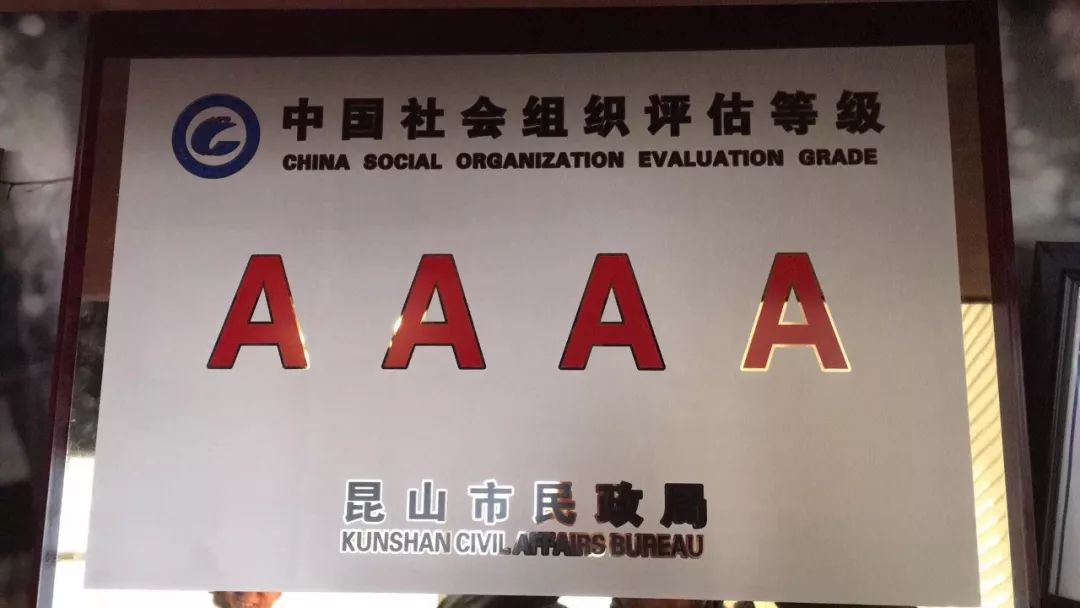 中国社会组织评估等级
CHINA SOCIAL ORGANIZATION EVALUATION GRADE
A A A A
昆山市民政局
KUNSHAN CIVIL AFFAIRS BUREAU